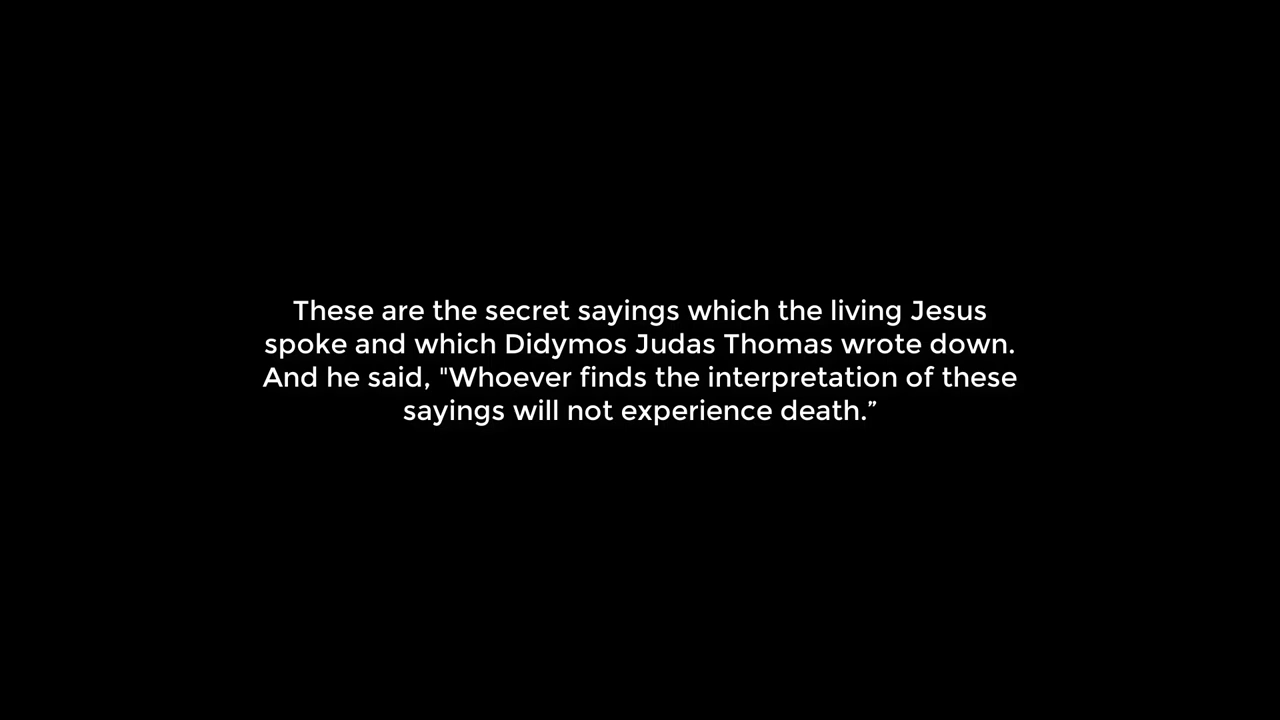 These are the secret sayings which the living Jesus
spoke and which Didymos Judas Thomas wrote down.
And he said, "Whoever finds the interpretation of these
sayings will not experience death.”